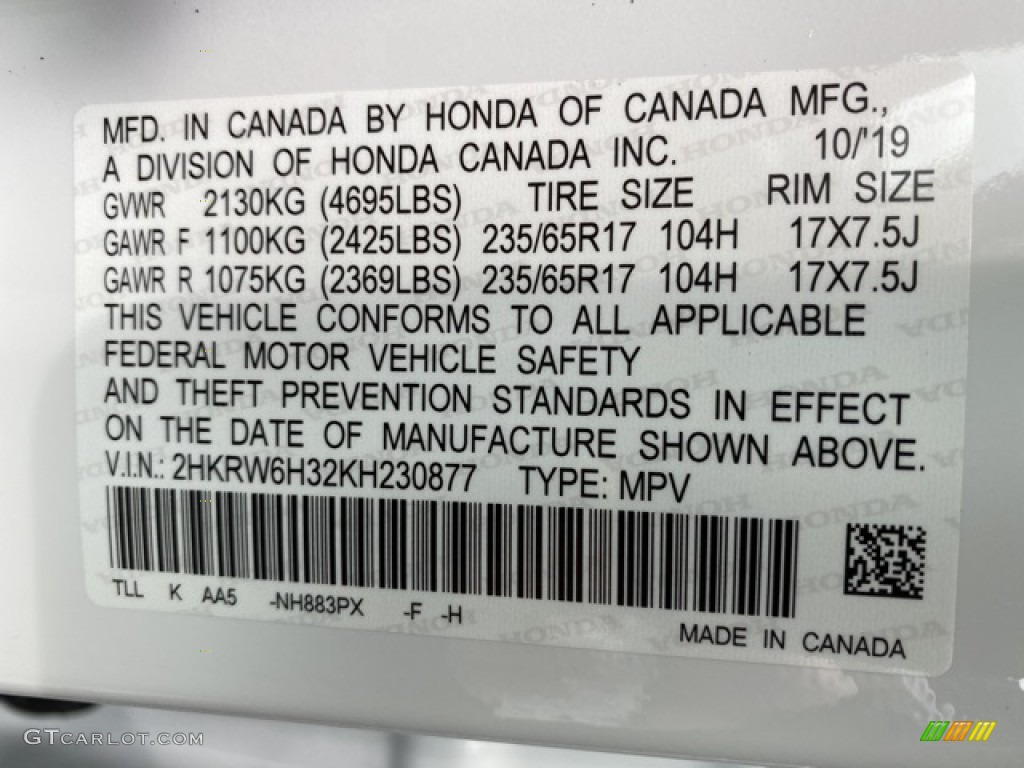 MFD. IN CANADA BY HONDA OF CANADA MFG.,
A DIVISION OF HONDA CANADA INC. 10/'19
GVWR 2130KG (4695LBS) TIRE SIZE RIM SIZE
GAWR F 1100KG (2425LBS) 235/65R17 104H 17X7.5J
GAWR R 1075KG (2369LBS) 235/65R17 104H 17X7.5J
THIS VEHICLE CONFORMS TO ALL APPLICABLE
FEDERAL MOTOR VEHICLE SAFETY
AND THEFT PREVENTION STANDARDS IN EFFECT
ON THE DATE OF MANUFACTURE SHOWN ABOVE.
V.I.N.: 2HKRW6H32KH230877 TYPE: MPV
TLL K AA5 -NH883PX -F -H
MADE IN CANADA
GTCARLOT.COM